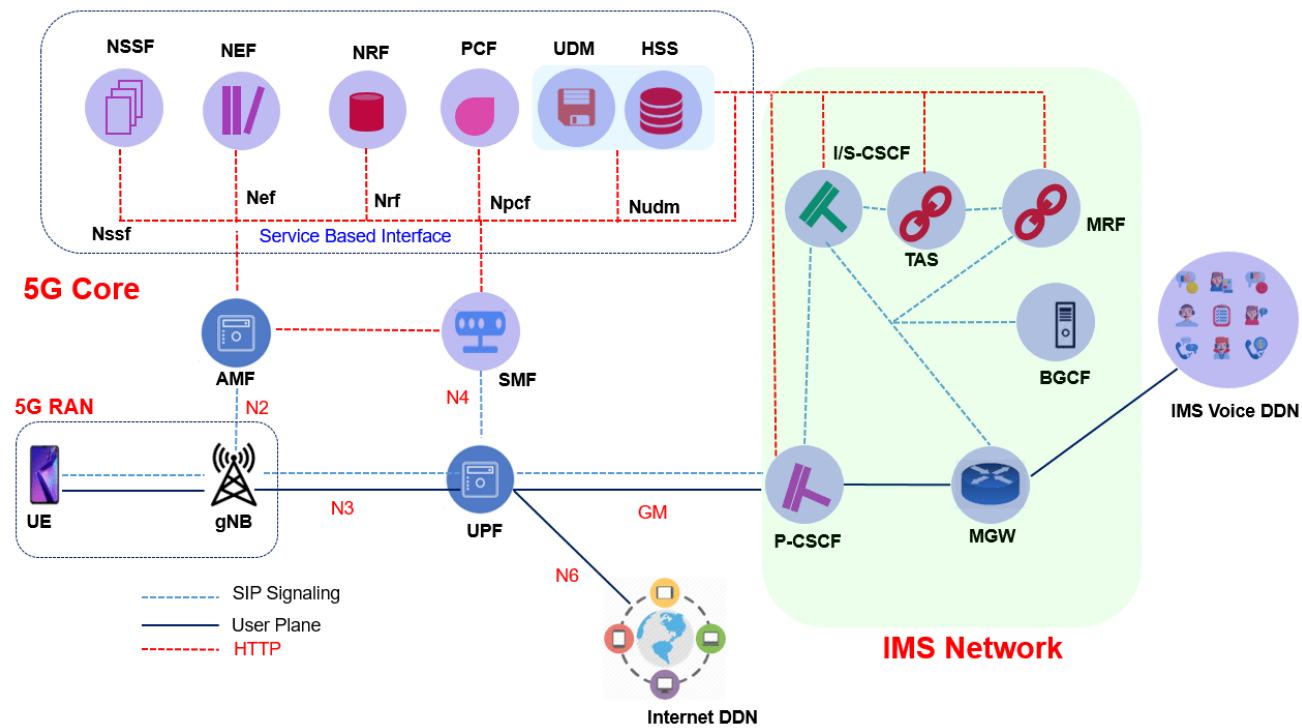 NSSF
NEF
NRF
PCF
UDM
HSS
I/S-CSCF
Nef
Nrf
Npcf
Nudm
Nssf
Service Based Interface
TAS
MRF
5G Core
AMF
SMF
BGCF
IMS Voice DDN
5G RAN
N2
N4
UE
gNB
N3
UPF
GM
P-CSCF
MGW
N6
SIP Signaling
User Plane
HTTP
IMS Network
Internet DDN